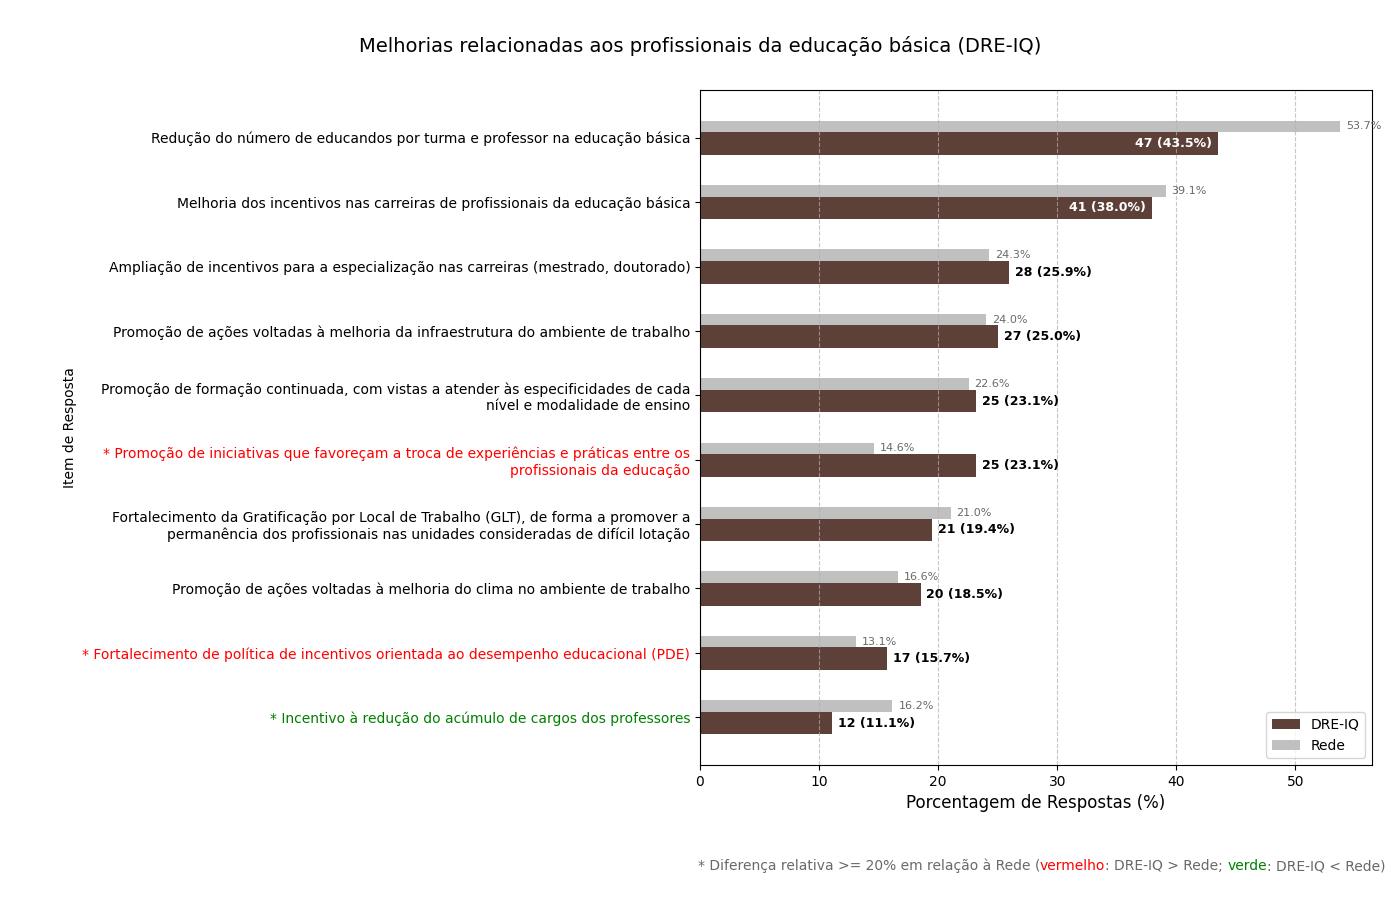 Melhorias relacionadas aos profissionais da educação básica (DRE-IQ)
Item de Resposta
Redução do número de educandos por turma e professor na educação básica
53.7%
47 (43.5%)
Melhoria dos incentivos nas carreiras de profissionais da educação básica
39.1%
41 (38.0%)
Ampliação de incentivos para a especialização nas carreiras (mestrado, doutorado)
24.3%
28 (25.9%)
Promoção de ações voltadas à melhoria da infraestrutura do ambiente de trabalho
24.0%
27 (25.0%)
Promoção de formação continuada, com vistas a atender às especificidades de cada
nível e modalidade de ensino
22.6%
25 (23.1%)
* Promoção de iniciativas que favoreçam a troca de experiências e práticas entre os
profissionais da educação
14.6%
25 (23.1%)
Fortalecimento da Gratificação por Local de Trabalho (GLT), de forma a promover a
permanência dos profissionais nas unidades consideradas de difícil lotação
21.0%
21 (19.4%)
Promoção de ações voltadas à melhoria do clima no ambiente de trabalho
16.6%
20 (18.5%)
* Fortalecimento de política de incentivos orientada ao desempenho educacional (PDE)
13.1%
17 (15.7%)
* Incentivo à redução do acúmulo de cargos dos professores
16.2%
12 (11.1%)
DRE-IQ
Rede
0 10 20 30 40 50
Porcentagem de Respostas (%)
* Diferença relativa >= 20% em relação à Rede (vermelho: DRE-IQ > Rede; verde: DRE-IQ < Rede)